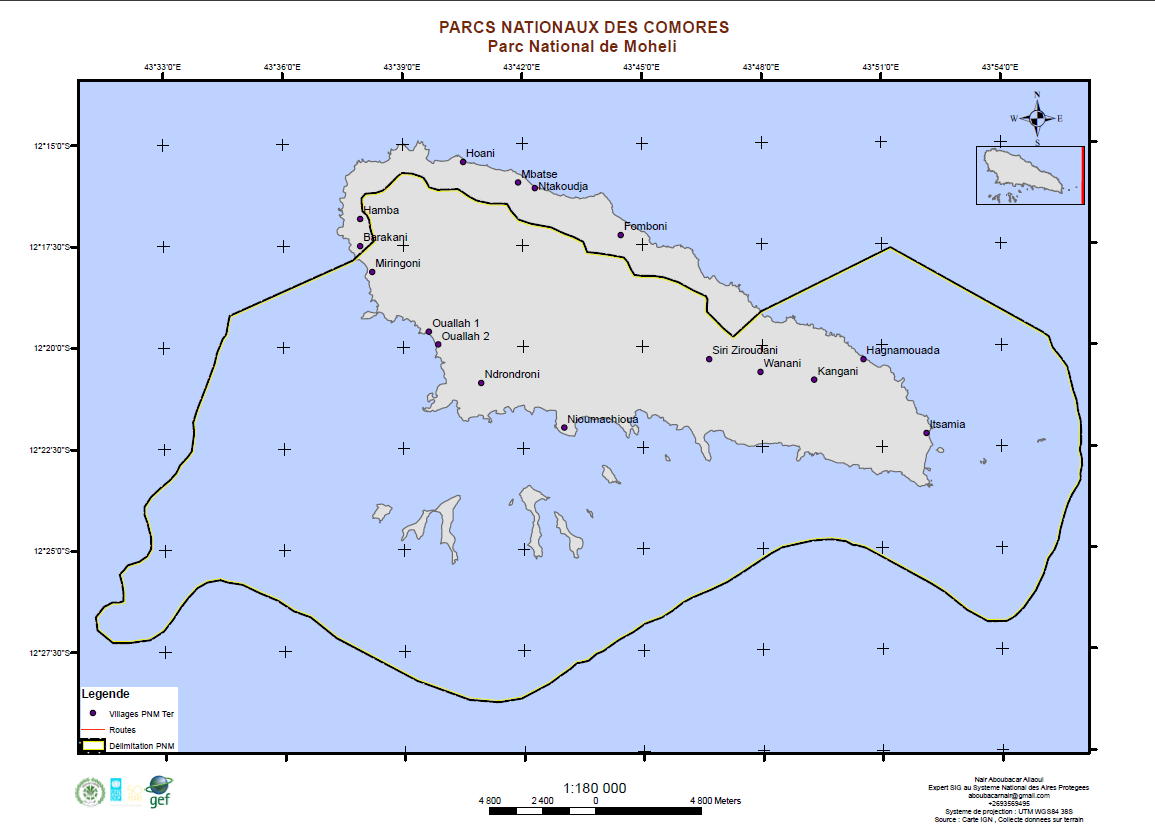 PARCS NATIONAUX DES COMORES
Parc National de Moheli
43°33'0"E 43°36'0"E 43°39'0"E 43°42'0"E 43°45'0"E 43°48'0"E 43°51'0"E 43°54'0"E
N
W E
S
12°15'0"S
Hoani
Mbatse
Ntakoudja
Hamba
Fomboni
Barakani
12°17'30"S
Miringoni
Ouallah 1
Ouallah 2
12°20'0"S
Siri Ziroudani
Hagnamouada
Wanani
Kangani
Ndrondroni
Nioumachioua
Itsamia
12°22'30"S
12°25'0"S
12°27'30"S
Legende
Villages PNM Ter
Routes
Délimitation PNM
gef
1:180 000
4 800 2 400 0 4 800 Meters
Nair Aboubacar Allaoui
Expert SIG au Systeme National des Aires Protegees
aboubacarnair@gmail.com
+2693569495
Systeme de projection : UTM WGS84 38S
Source : Carte IGN , Collecte donnees sur terrain